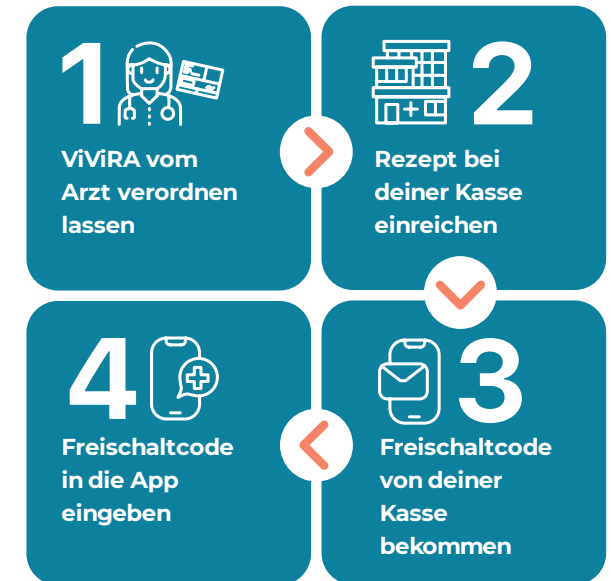 1
ViViRA vom
Arzt verordnen
lassen
2
Rezept bei
deiner Kasse
einreichen
3
Freischaltcode
von deiner
Kasse
bekommen
4
Freischaltcode
in die App
eingeben